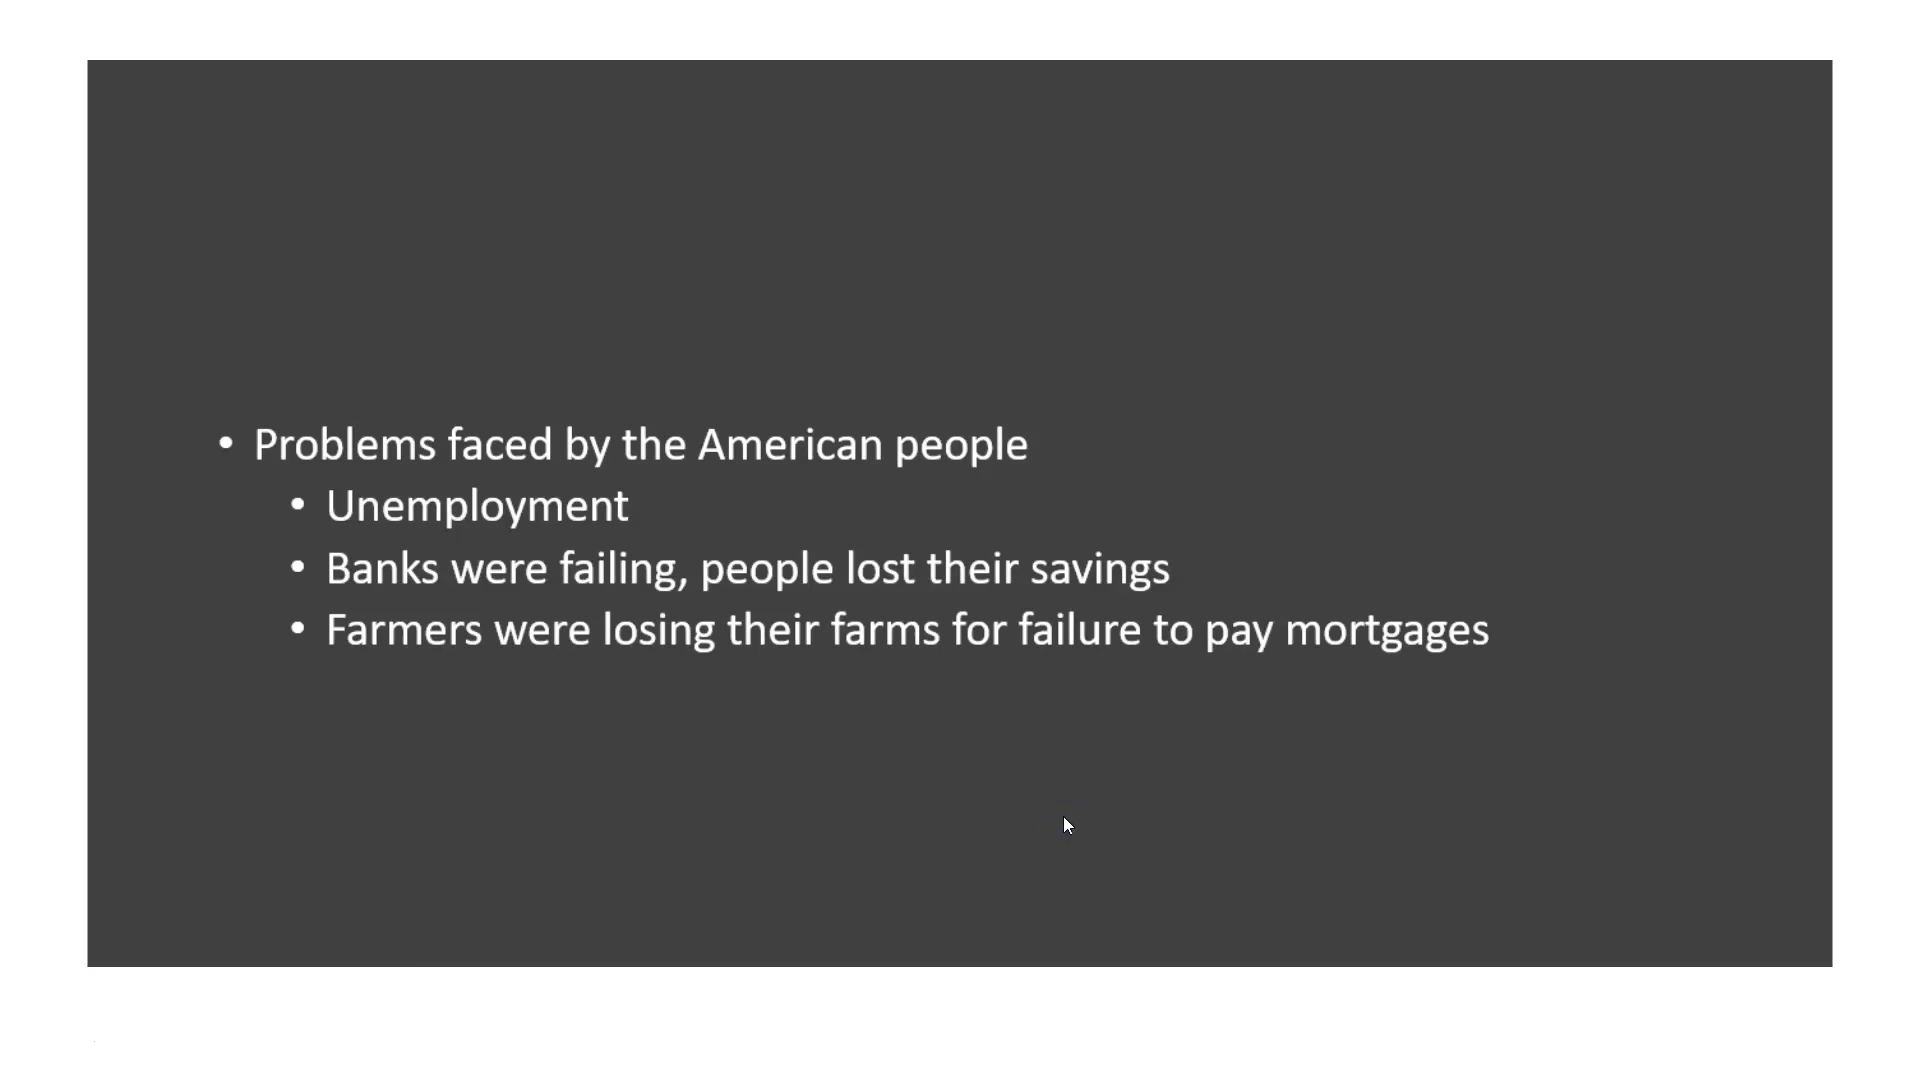 • Problems faced by the American people
• Unemployment
• Banks were failing, people lost their savings
• Farmers were losing their farms for failure to pay mortgages